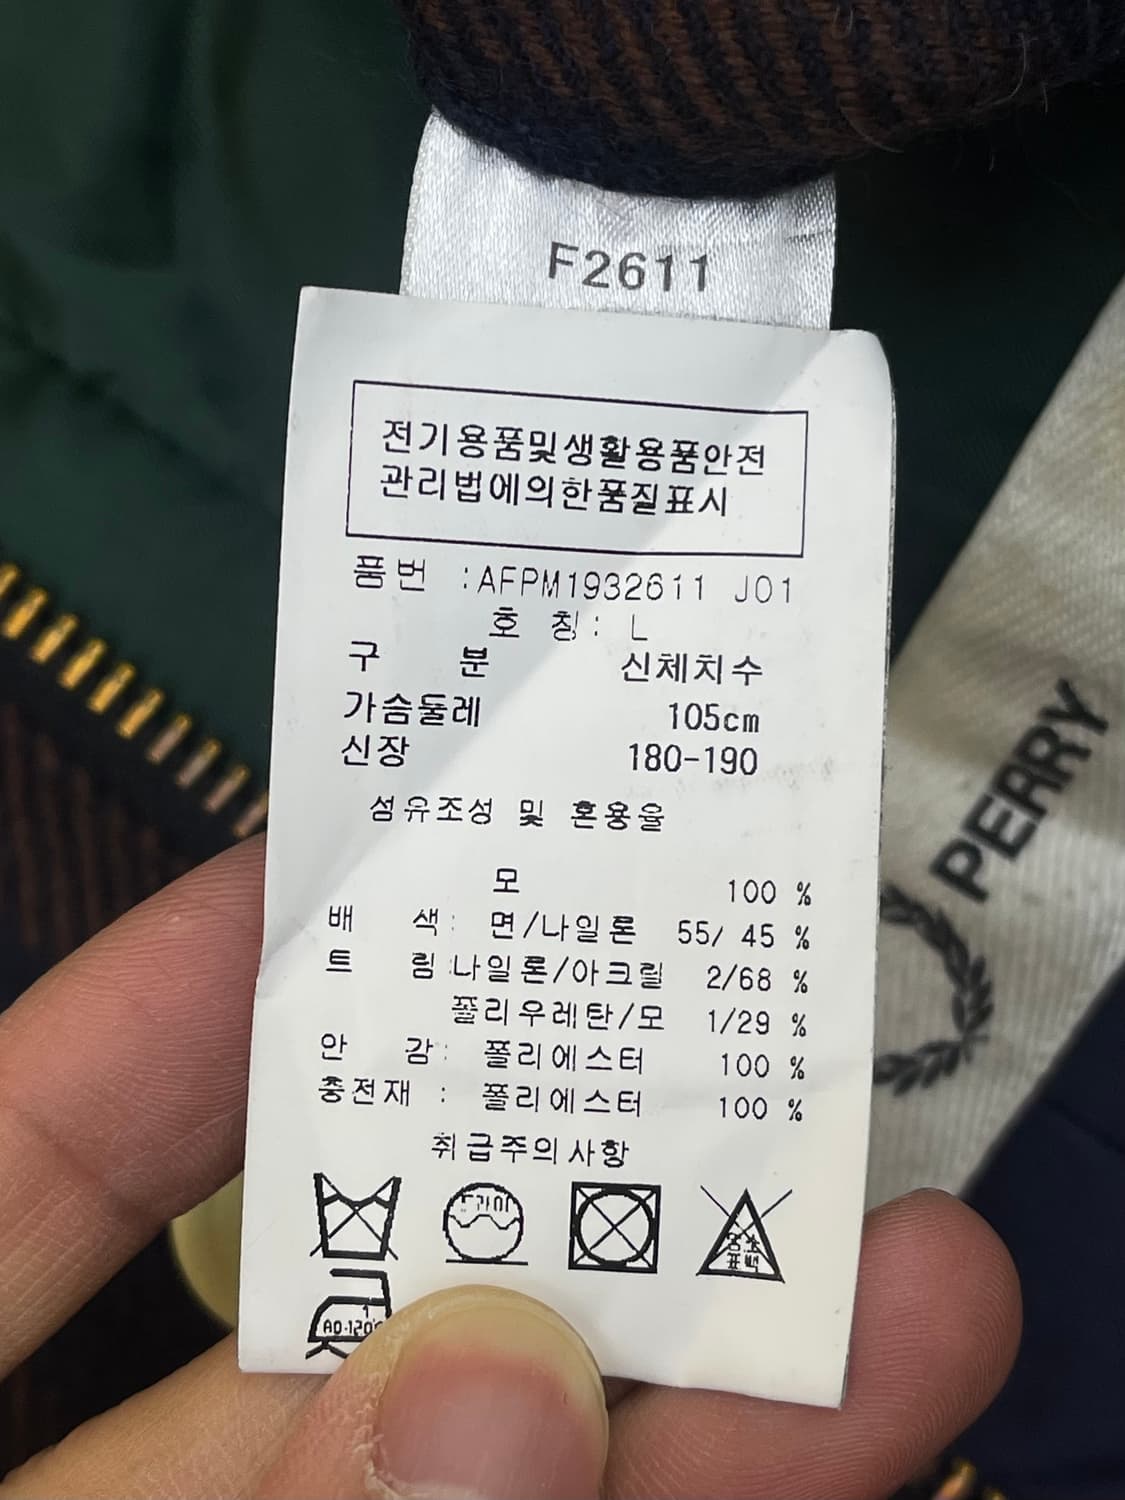 F2611
전기용품및생활용품안전
관리법에의한품질표시
품번 :AFPM1932611 J01
호 칭: L
구 분 신체치수
가슴둘레 105cm
신장 180-190
섬유조성 및 혼용율
모 100 %
배 색: 면/나일론 55/ 45 %
트 림:나일론/아크릴 2/68 %
폴리우레탄/모 1/29 %
안 감: 폴리에스터 100 %
충전재 : 폴리에스터 100 %
취급주의사항
드라이
염소
표백
PERRY